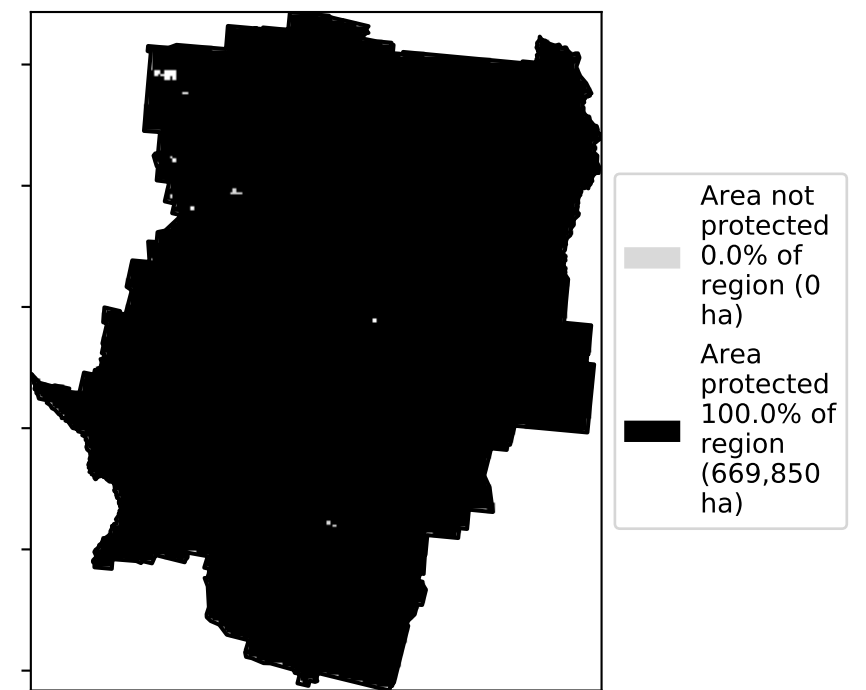 Area not
protected
0.0% of
region (0
ha)
Area
protected
100.0% of
region
(669,850
ha)